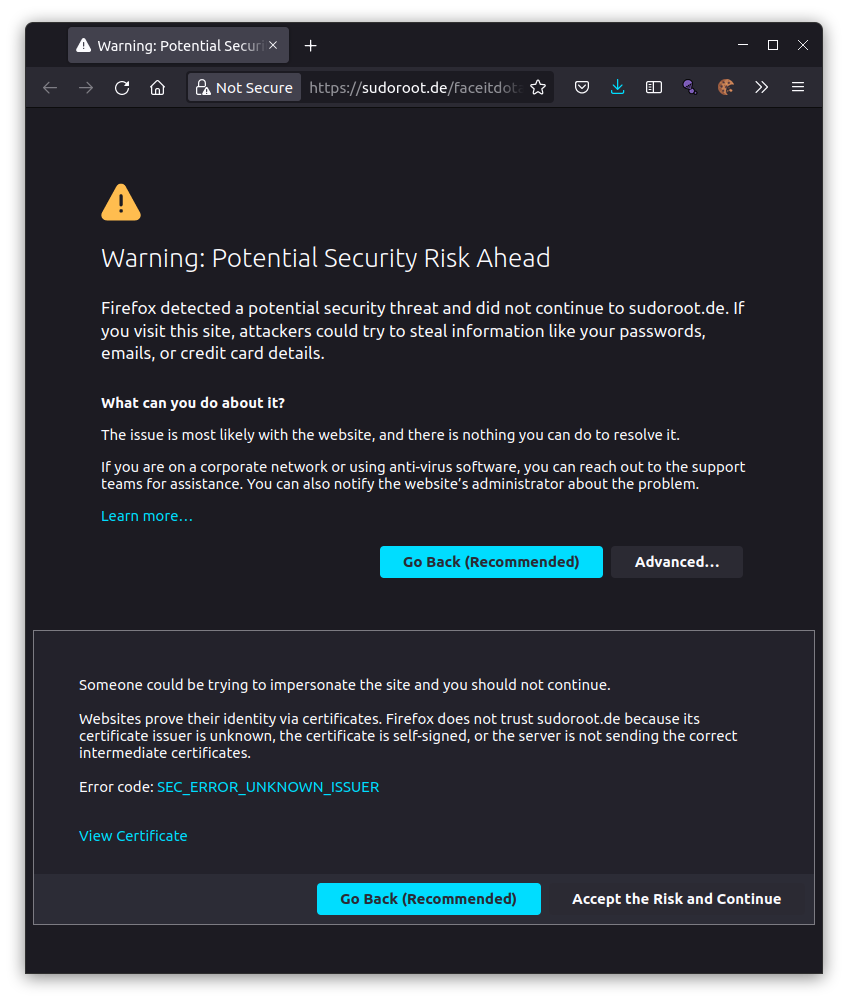 Warning: Potential Securi
Not Secure https://sudoroot.de/faceitdota
Warning: Potential Security Risk Ahead
Firefox detected a potential security threat and did not continue to sudoroot.de. If
you visit this site, attackers could try to steal information like your passwords,
emails, or credit card details.
What can you do about it?
The issue is most likely with the website, and there is nothing you can do to resolve it.
If you are on a corporate network or using anti-virus software, you can reach out to the support
teams for assistance. You can also notify the website’s administrator about the problem.
Learn more…
Go Back (Recommended) Advanced…
Someone could be trying to impersonate the site and you should not continue.
Websites prove their identity via certificates. Firefox does not trust sudoroot.de because its
certificate issuer is unknown, the certificate is self-signed, or the server is not sending the correct
intermediate certificates.
Error code: SEC_ERROR_UNKNOWN_ISSUER
View Certificate
Go Back (Recommended) Accept the Risk and Continue